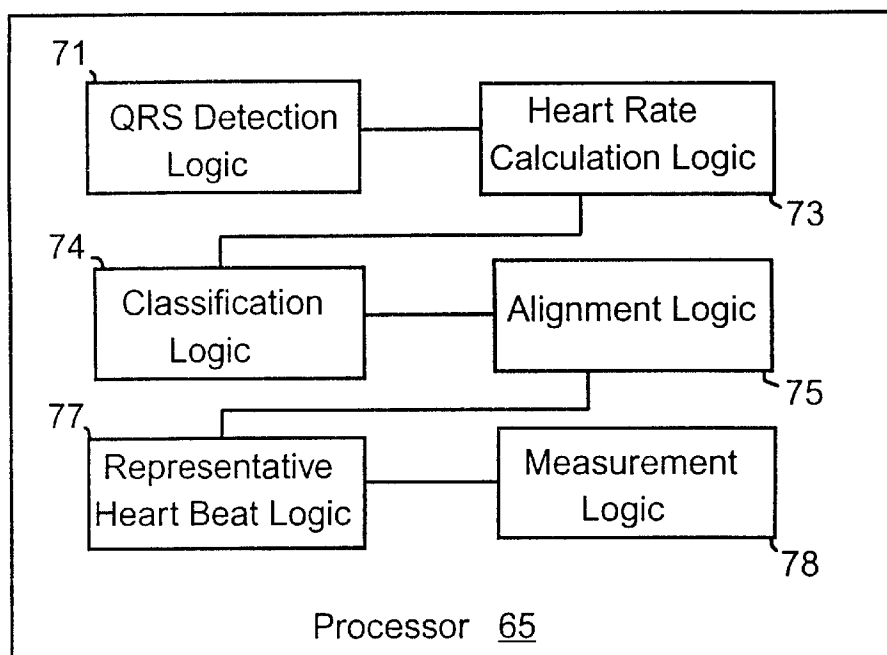 71
QRS Detection
Logic
Heart Rate
Calculation Logic
73
74
Classification
Logic
Alignment Logic
75
77
Representative
Heart Beat Logic
Measurement
Logic
78
Processor 65